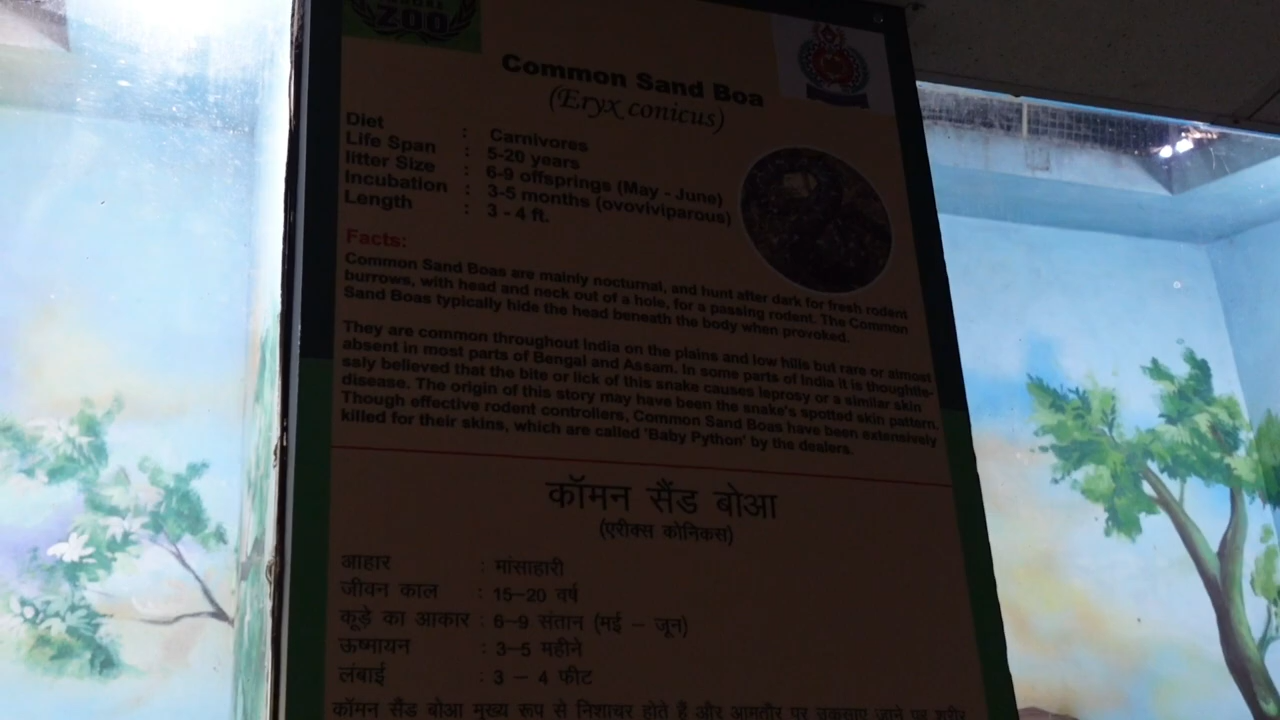 ZOO
Common Sand Boa
(Eryx conicus)
Diet : Carnivores
Life Span : 5-20 years
litter Size : 6-9 offsprings (May - June)
Incubation : 3-5 months (ovoviviparous)
Length : 3 - 4 ft.
Facts:
Common Sand Boas are mainly nocturnal, and hunt after dark for fresh rodent
burrows, with head and neck out of a hole, for a passing rodent. The Common
Sand Boas typically hide the head beneath the body when provoked.
They are common throughout India on the plains and low hills but rare or almost
absent in most parts of Bengal and Assam. In some parts of India it is thoughtle-
ssly believed that the bite or lick of this snake causes leprosy or a similar skin
disease. The origin of this story may have been the snake's spotted skin pattern.
Though effective rodent controllers, Common Sand Boas have been extensively
killed for their skins, which are called 'Baby Python' by the dealers.
कॉमन सैंड बोआ
(एरीक्स कोनिकस)
आहार : मांसाहारी
जीवन काल : 15–20 वर्ष
कूड़े का आकार : 6–9 संतान (मई – जून)
ऊष्मायन : 3–5 महीने
लंबाई : 3 – 4 फीट
कॉमन सैंड बोआ मुख्य रूप से निशाचर होते हैं और आमतौर पर उकसाए जाने पर शरीर